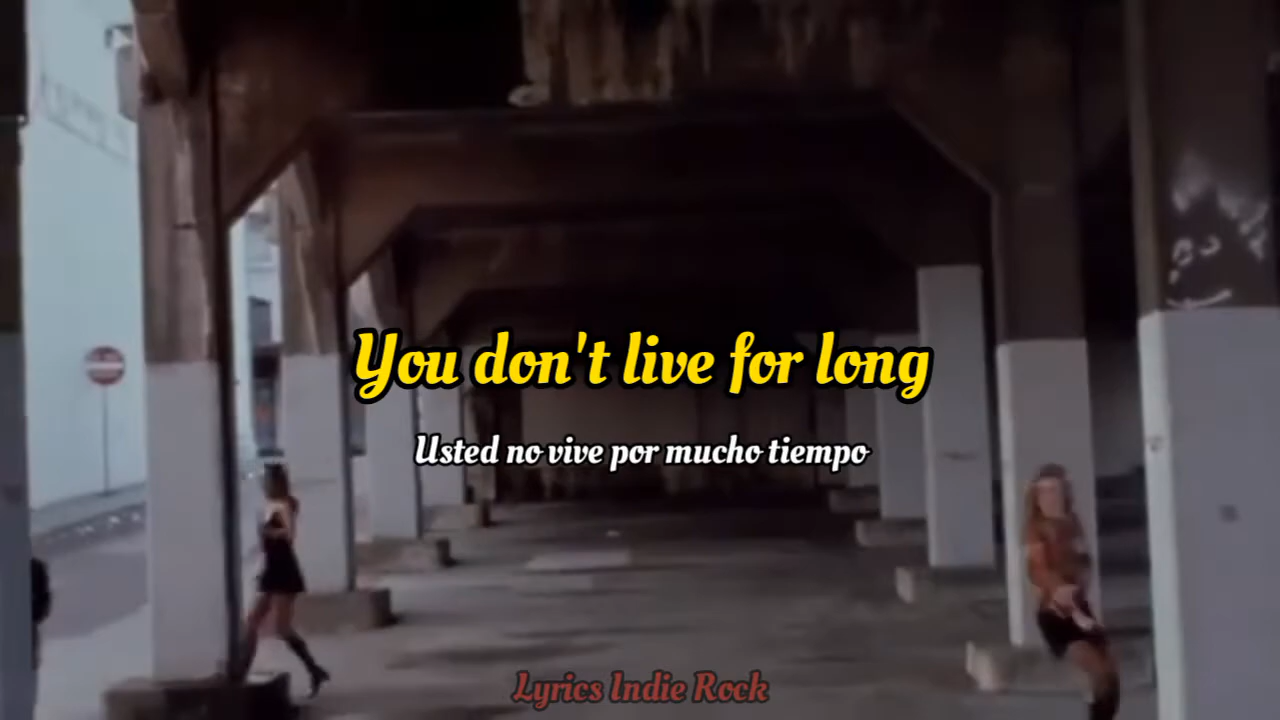 You don't live for long
Usted no vive por mucho tiempo
Lyrics Indie Rock